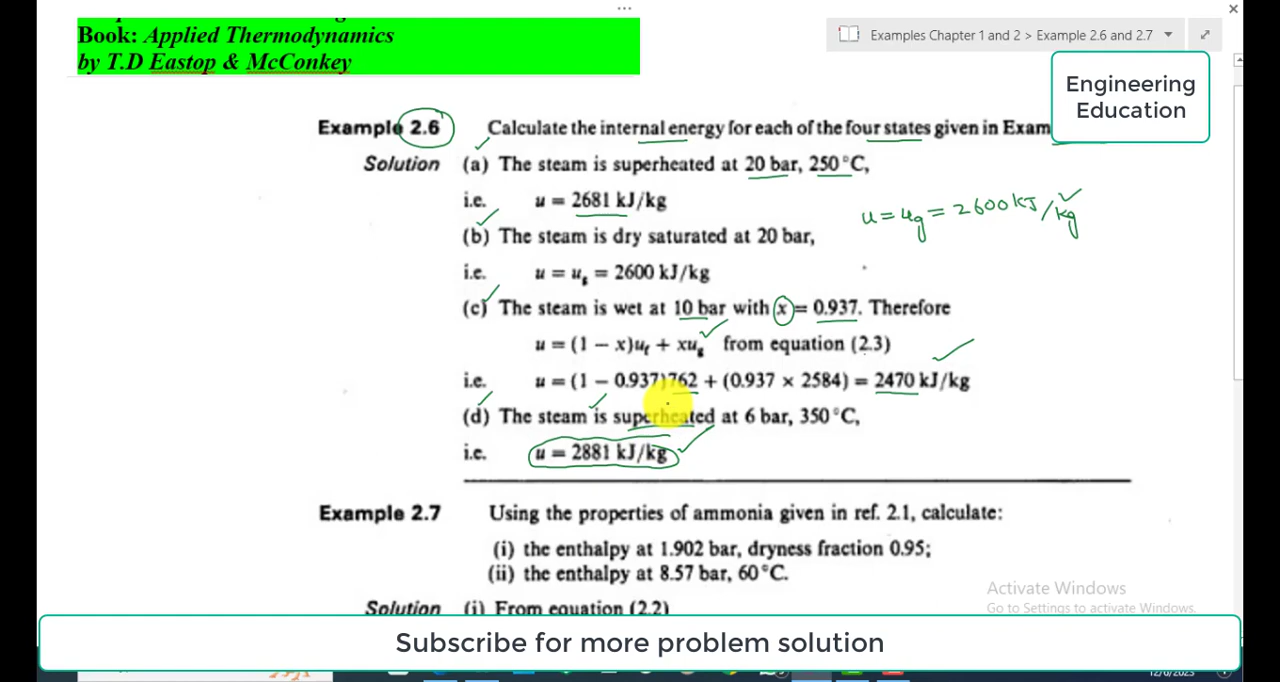 Book: Applied Thermodynamics
by T.D Eastop & McConkey
Examples Chapter 1 and 2 > Example 2.6 and 2.7
Engineering
Education
Example 2.6 Calculate the internal energy for each of the four states given in Exam
Solution (a) The steam is superheated at 20 bar, 250 °C,
i.e. u = 2681 kJ/kg
u = ug = 2600 kJ/kg
(b) The steam is dry saturated at 20 bar,
i.e. u = ug = 2600 kJ/kg
(c) The steam is wet at 10 bar with x = 0.937. Therefore
u = (1 − x)uf + xug from equation (2.3)
i.e. u = (1 − 0.937)762 + (0.937 × 2584) = 2470 kJ/kg
(d) The steam is superheated at 6 bar, 350 °C,
i.e. u = 2881 kJ/kg
Example 2.7 Using the properties of ammonia given in ref. 2.1, calculate:
(i) the enthalpy at 1.902 bar, dryness fraction 0.95;
(ii) the enthalpy at 8.57 bar, 60 °C.
Activate Windows
Go to Settings to activate Windows.
Solution (i) From equation (2.2)
Subscribe for more problem solution